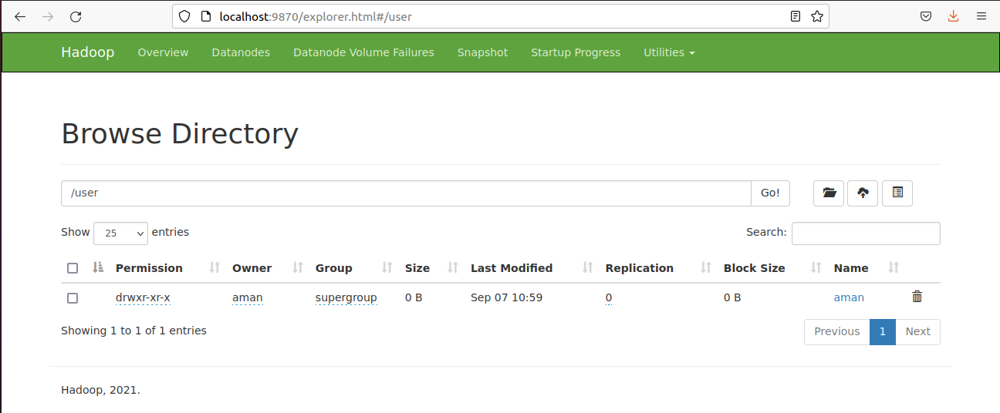 localhost:9870/explorer.html#/user
Hadoop Overview Datanodes Datanode Volume Failures Snapshot Startup Progress Utilities
Browse Directory
/user Go!
Show 25 entries Search:
Permission Owner Group Size Last Modified Replication Block Size Name
drwxr-xr-x aman supergroup 0 B Sep 07 10:59 0 0 B aman
Showing 1 to 1 of 1 entries Previous 1 Next
Hadoop, 2021.